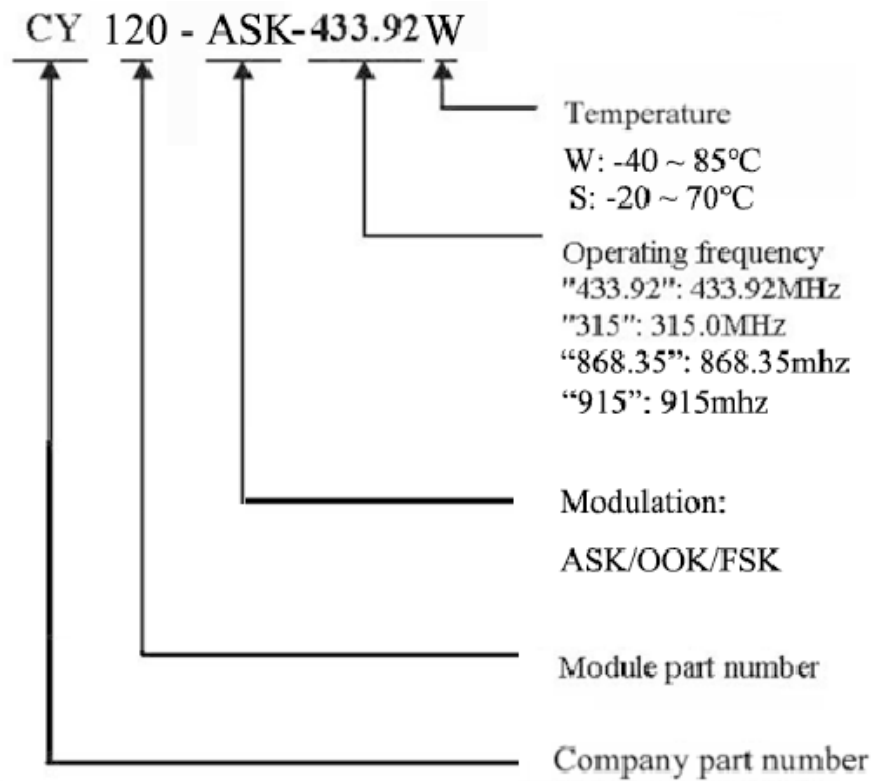 CY 120 - ASK-433.92W
Temperature
W: -40 ~ 85°C
S: -20 ~ 70°C
Operating frequency
"433.92": 433.92MHz
"315": 315.0MHz
“868.35”: 868.35mhz
“915”: 915mhz
Modulation:
ASK/OOK/FSK
Module part number
Company part number